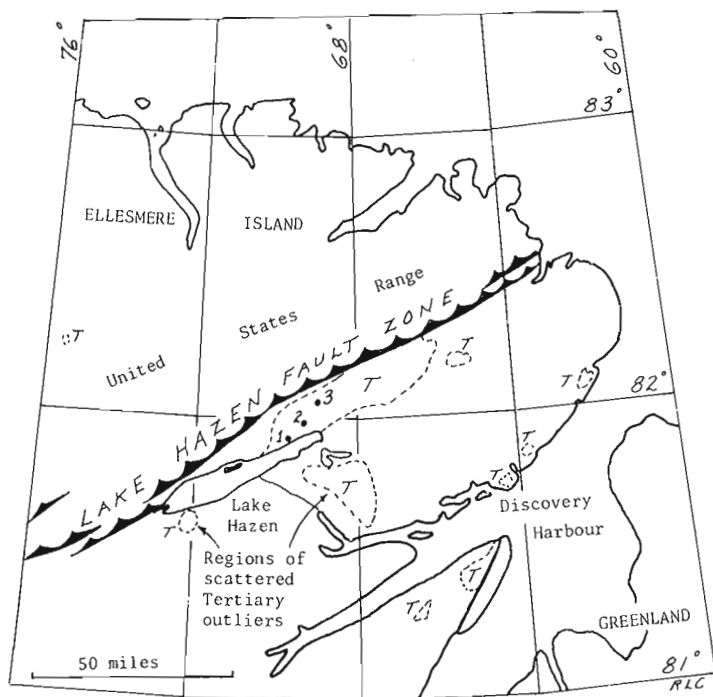 76°
68°
60°
83°
ELLESMERE
ISLAND
Range
States
United
T
LAKE HAZEN FAULT ZONE
T
T
T
82°
3
2
1
T
T
T
Lake
Hazen
T
Discovery
Harbour
Regions of
scattered
Tertiary
outliers
T
T
GREENLAND
50 miles
81°
RLC